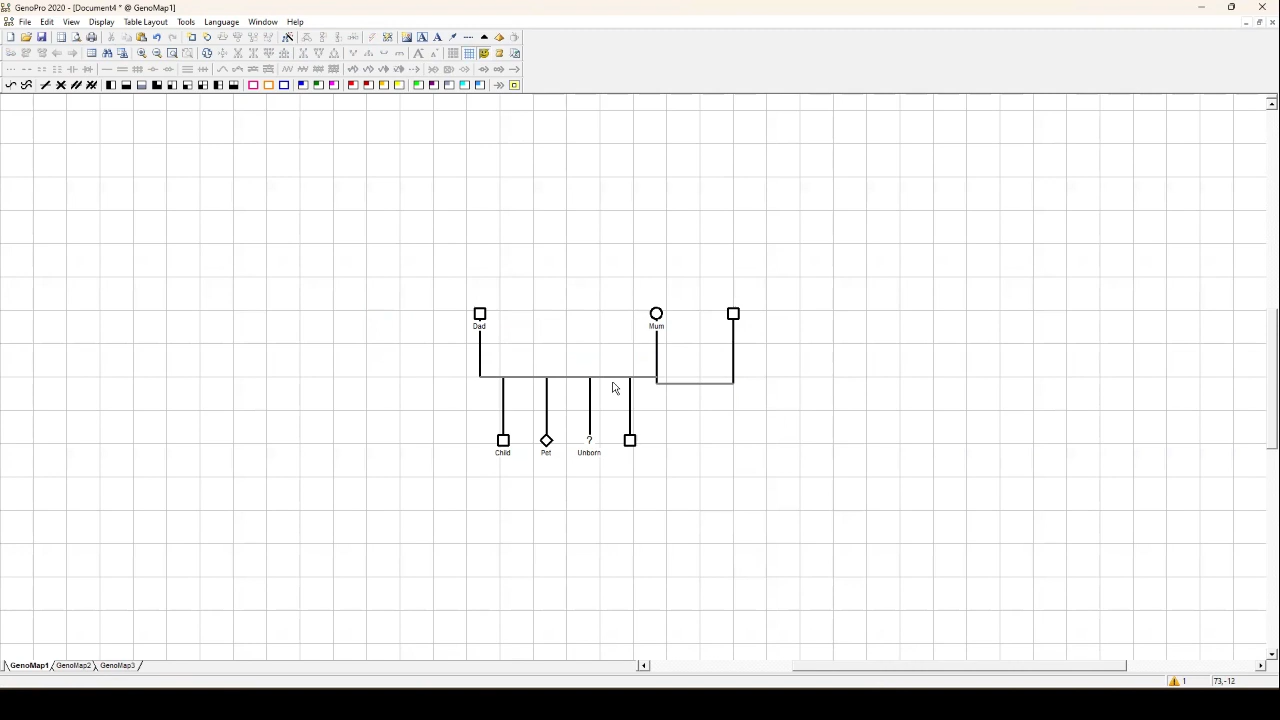 GenoPro 2020 - [Document4 * @ GenoMap1]
File Edit View Display Table Layout Tools Language Window Help
Dad Mum
?
Child Pet Unborn
GenoMap1 GenoMap2 GenoMap3
1 73,-12